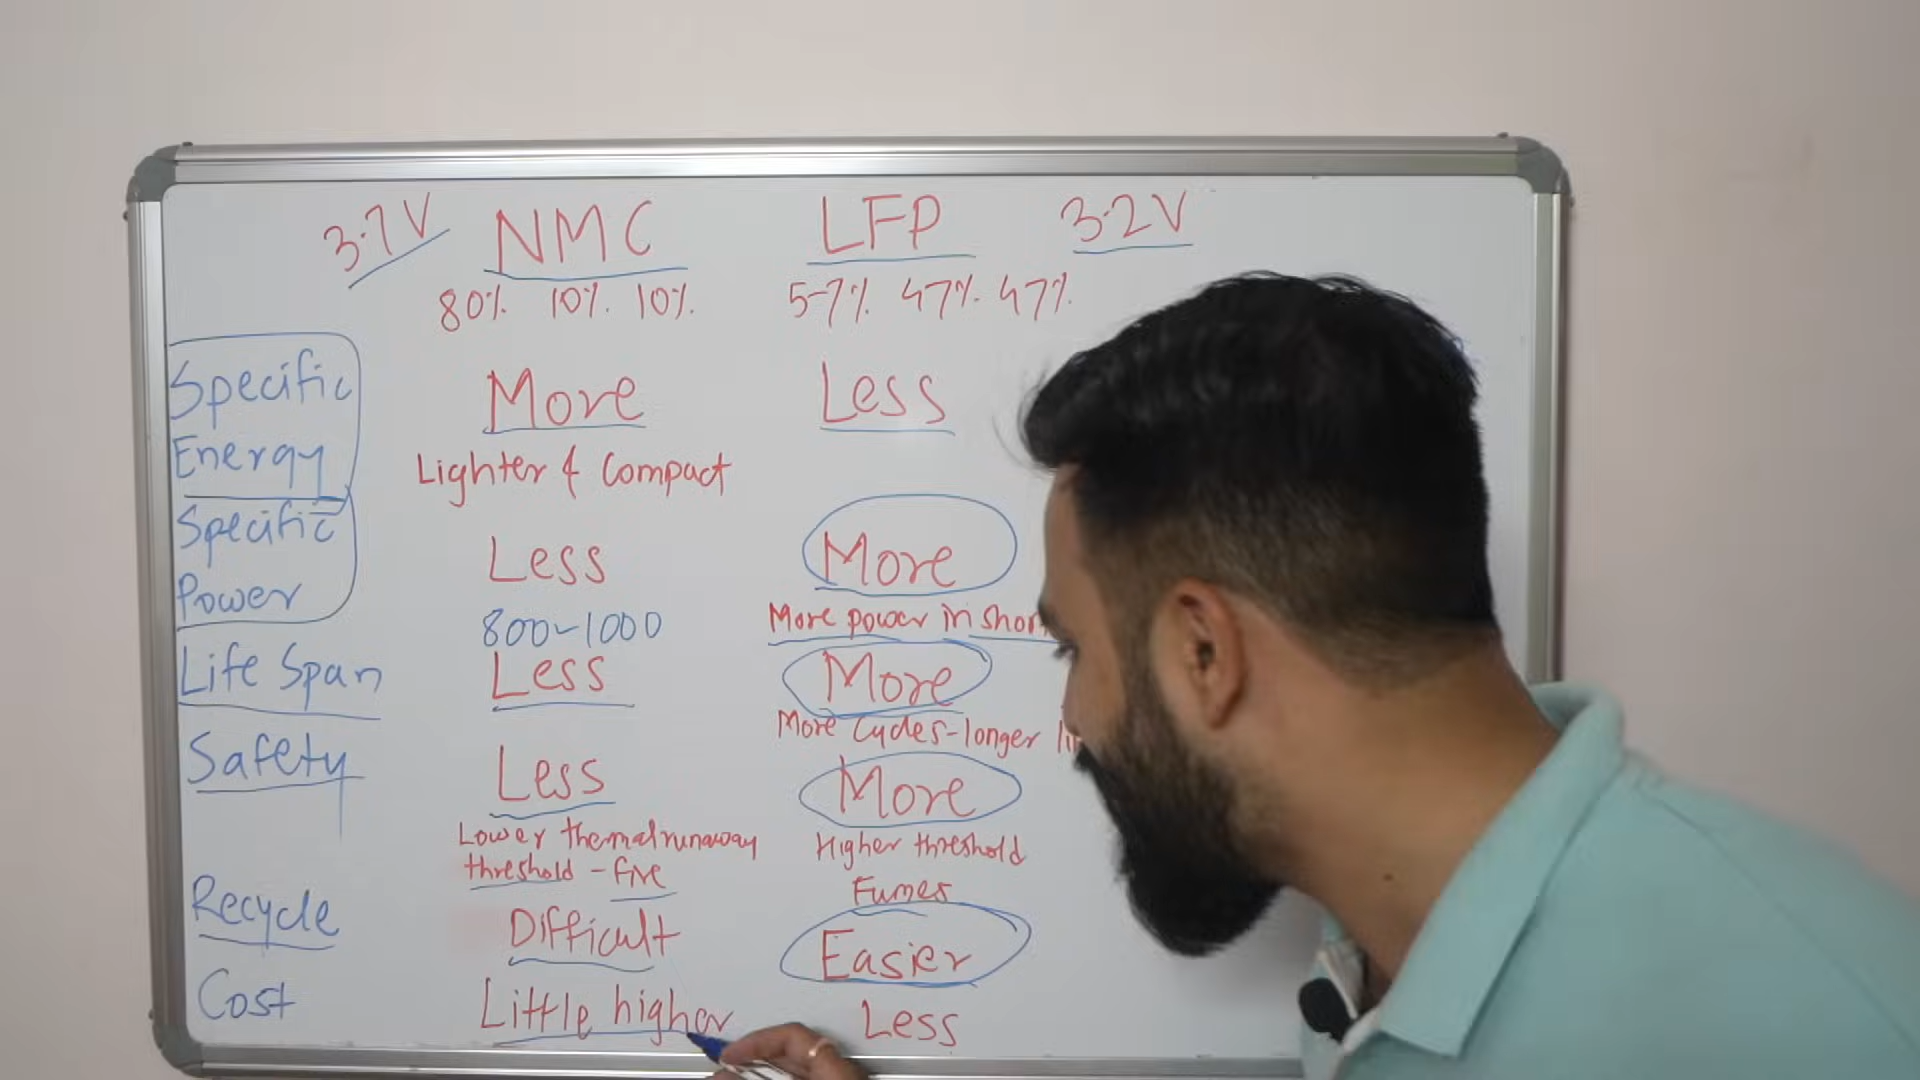 3.7V NMC LFP 3.2V
80% 10% 10% 5-7% 47% 47%
Specific Energy More Less
Lighter & Compact
Specific Power Less More
800-1000 More power in
Life Span Less More
More Cycles-longer
Safety Less More
Lower thermal runaway Higher threshold
threshold - fire Fumes
Recycle Difficult Easier
Cost Little higher Less